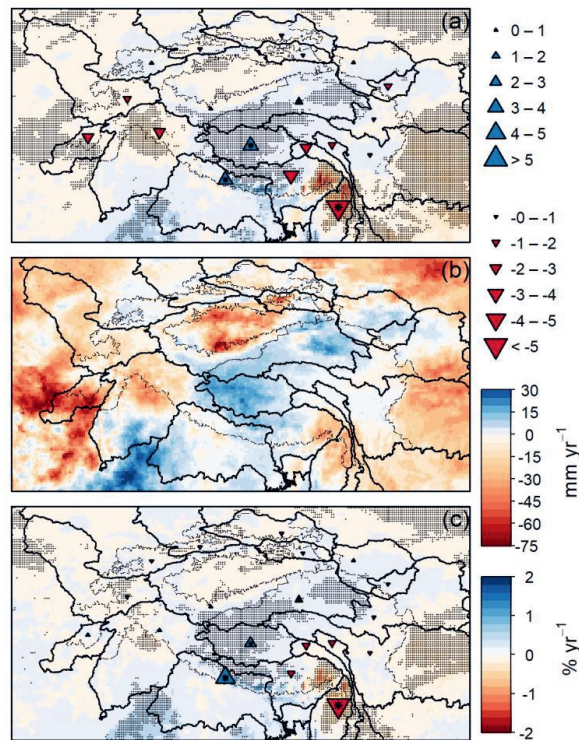 (a)
(b)
(c)
0 – 1
1 – 2
2 – 3
3 – 4
4 – 5
> 5
-0 – -1
-1 – -2
-2 – -3
-3 – -4
-4 – -5
< -5
30
15
0
-15
-30
-45
-60
-75
mm yr⁻¹
2
1
0
-1
-2
% yr⁻¹